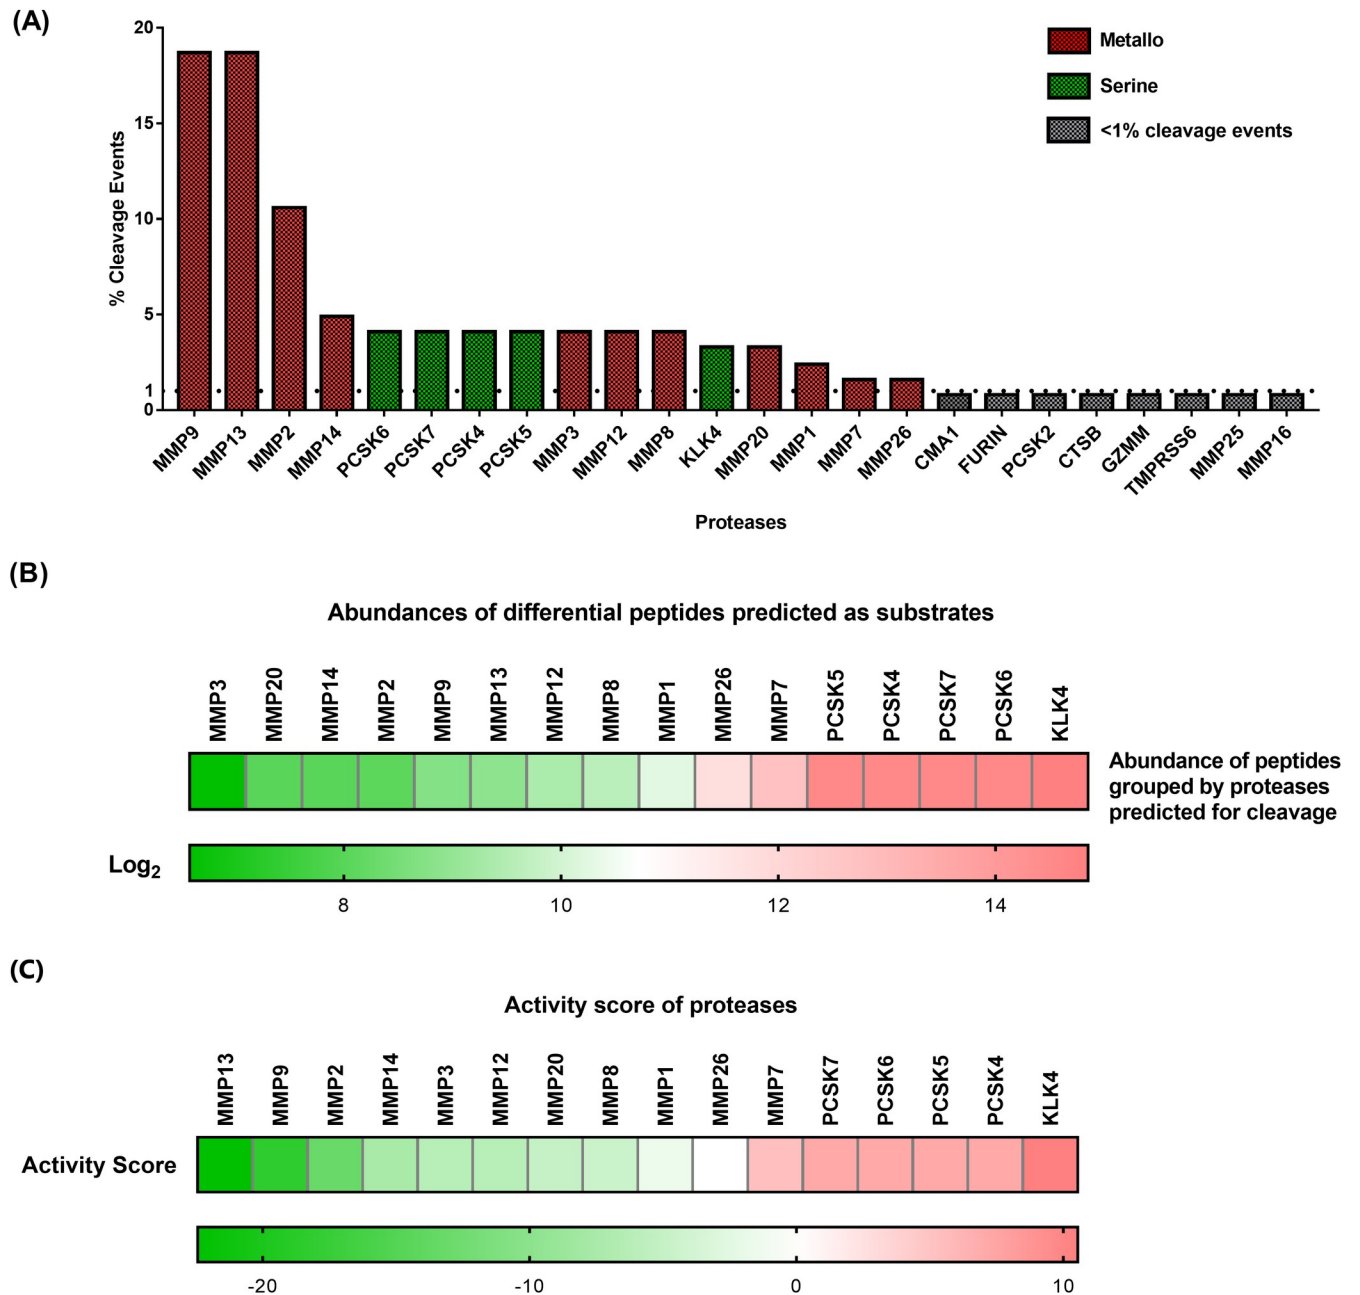 (A)
20
15
10
5
1
0
% Cleavage Events
Metallo
Serine
<1% cleavage events
MMP9
MMP13
MMP2
MMP14
PCSK6
PCSK7
PCSK4
PCSK5
MMP3
MMP12
MMP8
KLK4
MMP20
MMP1
MMP7
MMP26
CMA1
FURIN
PCSK2
CTSB
GZMM
TMPRSS6
MMP25
MMP16
Proteases
(B)
Abundances of differential peptides predicted as substrates
MMP3
MMP20
MMP14
MMP2
MMP9
MMP13
MMP12
MMP8
MMP1
MMP26
MMP7
PCSK5
PCSK4
PCSK7
PCSK6
KLK4
Abundance of peptides
grouped by proteases
predicted for cleavage
Log2
8 10 12 14
(C)
Activity score of proteases
MMP13
MMP9
MMP2
MMP14
MMP3
MMP12
MMP20
MMP8
MMP1
MMP26
MMP7
PCSK7
PCSK6
PCSK5
PCSK4
KLK4
Activity Score
-20 -10 0 10